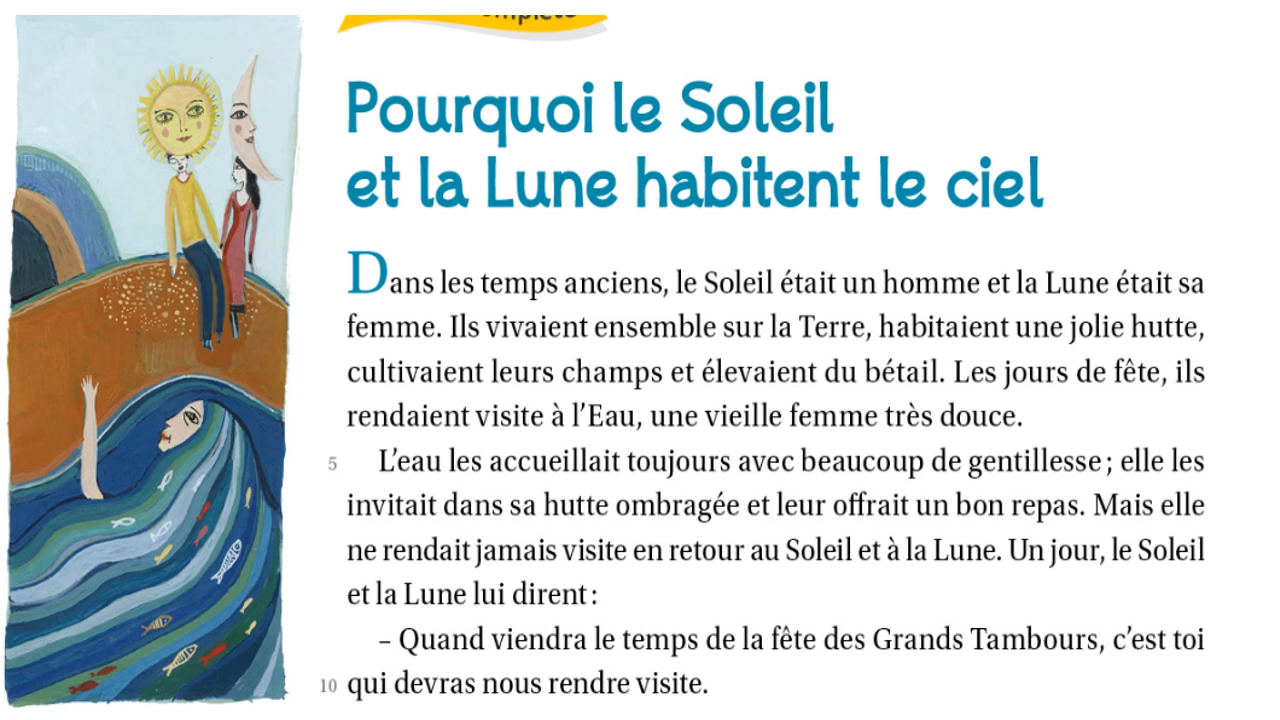 Pourquoi le Soleil
et la Lune habitent le ciel
Dans les temps anciens, le Soleil était un homme et la Lune était sa
femme. Ils vivaient ensemble sur la Terre, habitaient une jolie hutte,
cultivaient leurs champs et élevaient du bétail. Les jours de fête, ils
rendaient visite à l’Eau, une vieille femme très douce.
5 L’eau les accueillait toujours avec beaucoup de gentillesse ; elle les
invitait dans sa hutte ombragée et leur offrait un bon repas. Mais elle
ne rendait jamais visite en retour au Soleil et à la Lune. Un jour, le Soleil
et la Lune lui dirent :
– Quand viendra le temps de la fête des Grands Tambours, c’est toi
10 qui devras nous rendre visite.